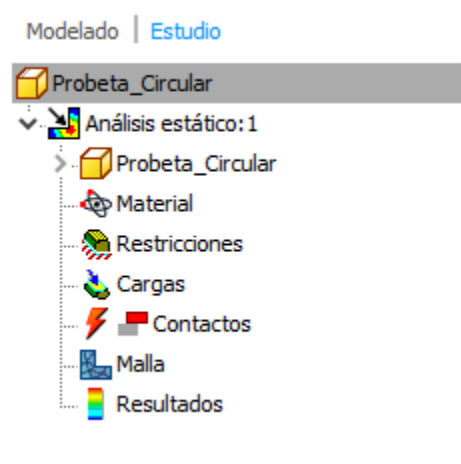 Modelado | Estudio
Probeta_Circular
Análisis estático:1
Probeta_Circular
Material
Restricciones
Cargas
Contactos
Malla
Resultados